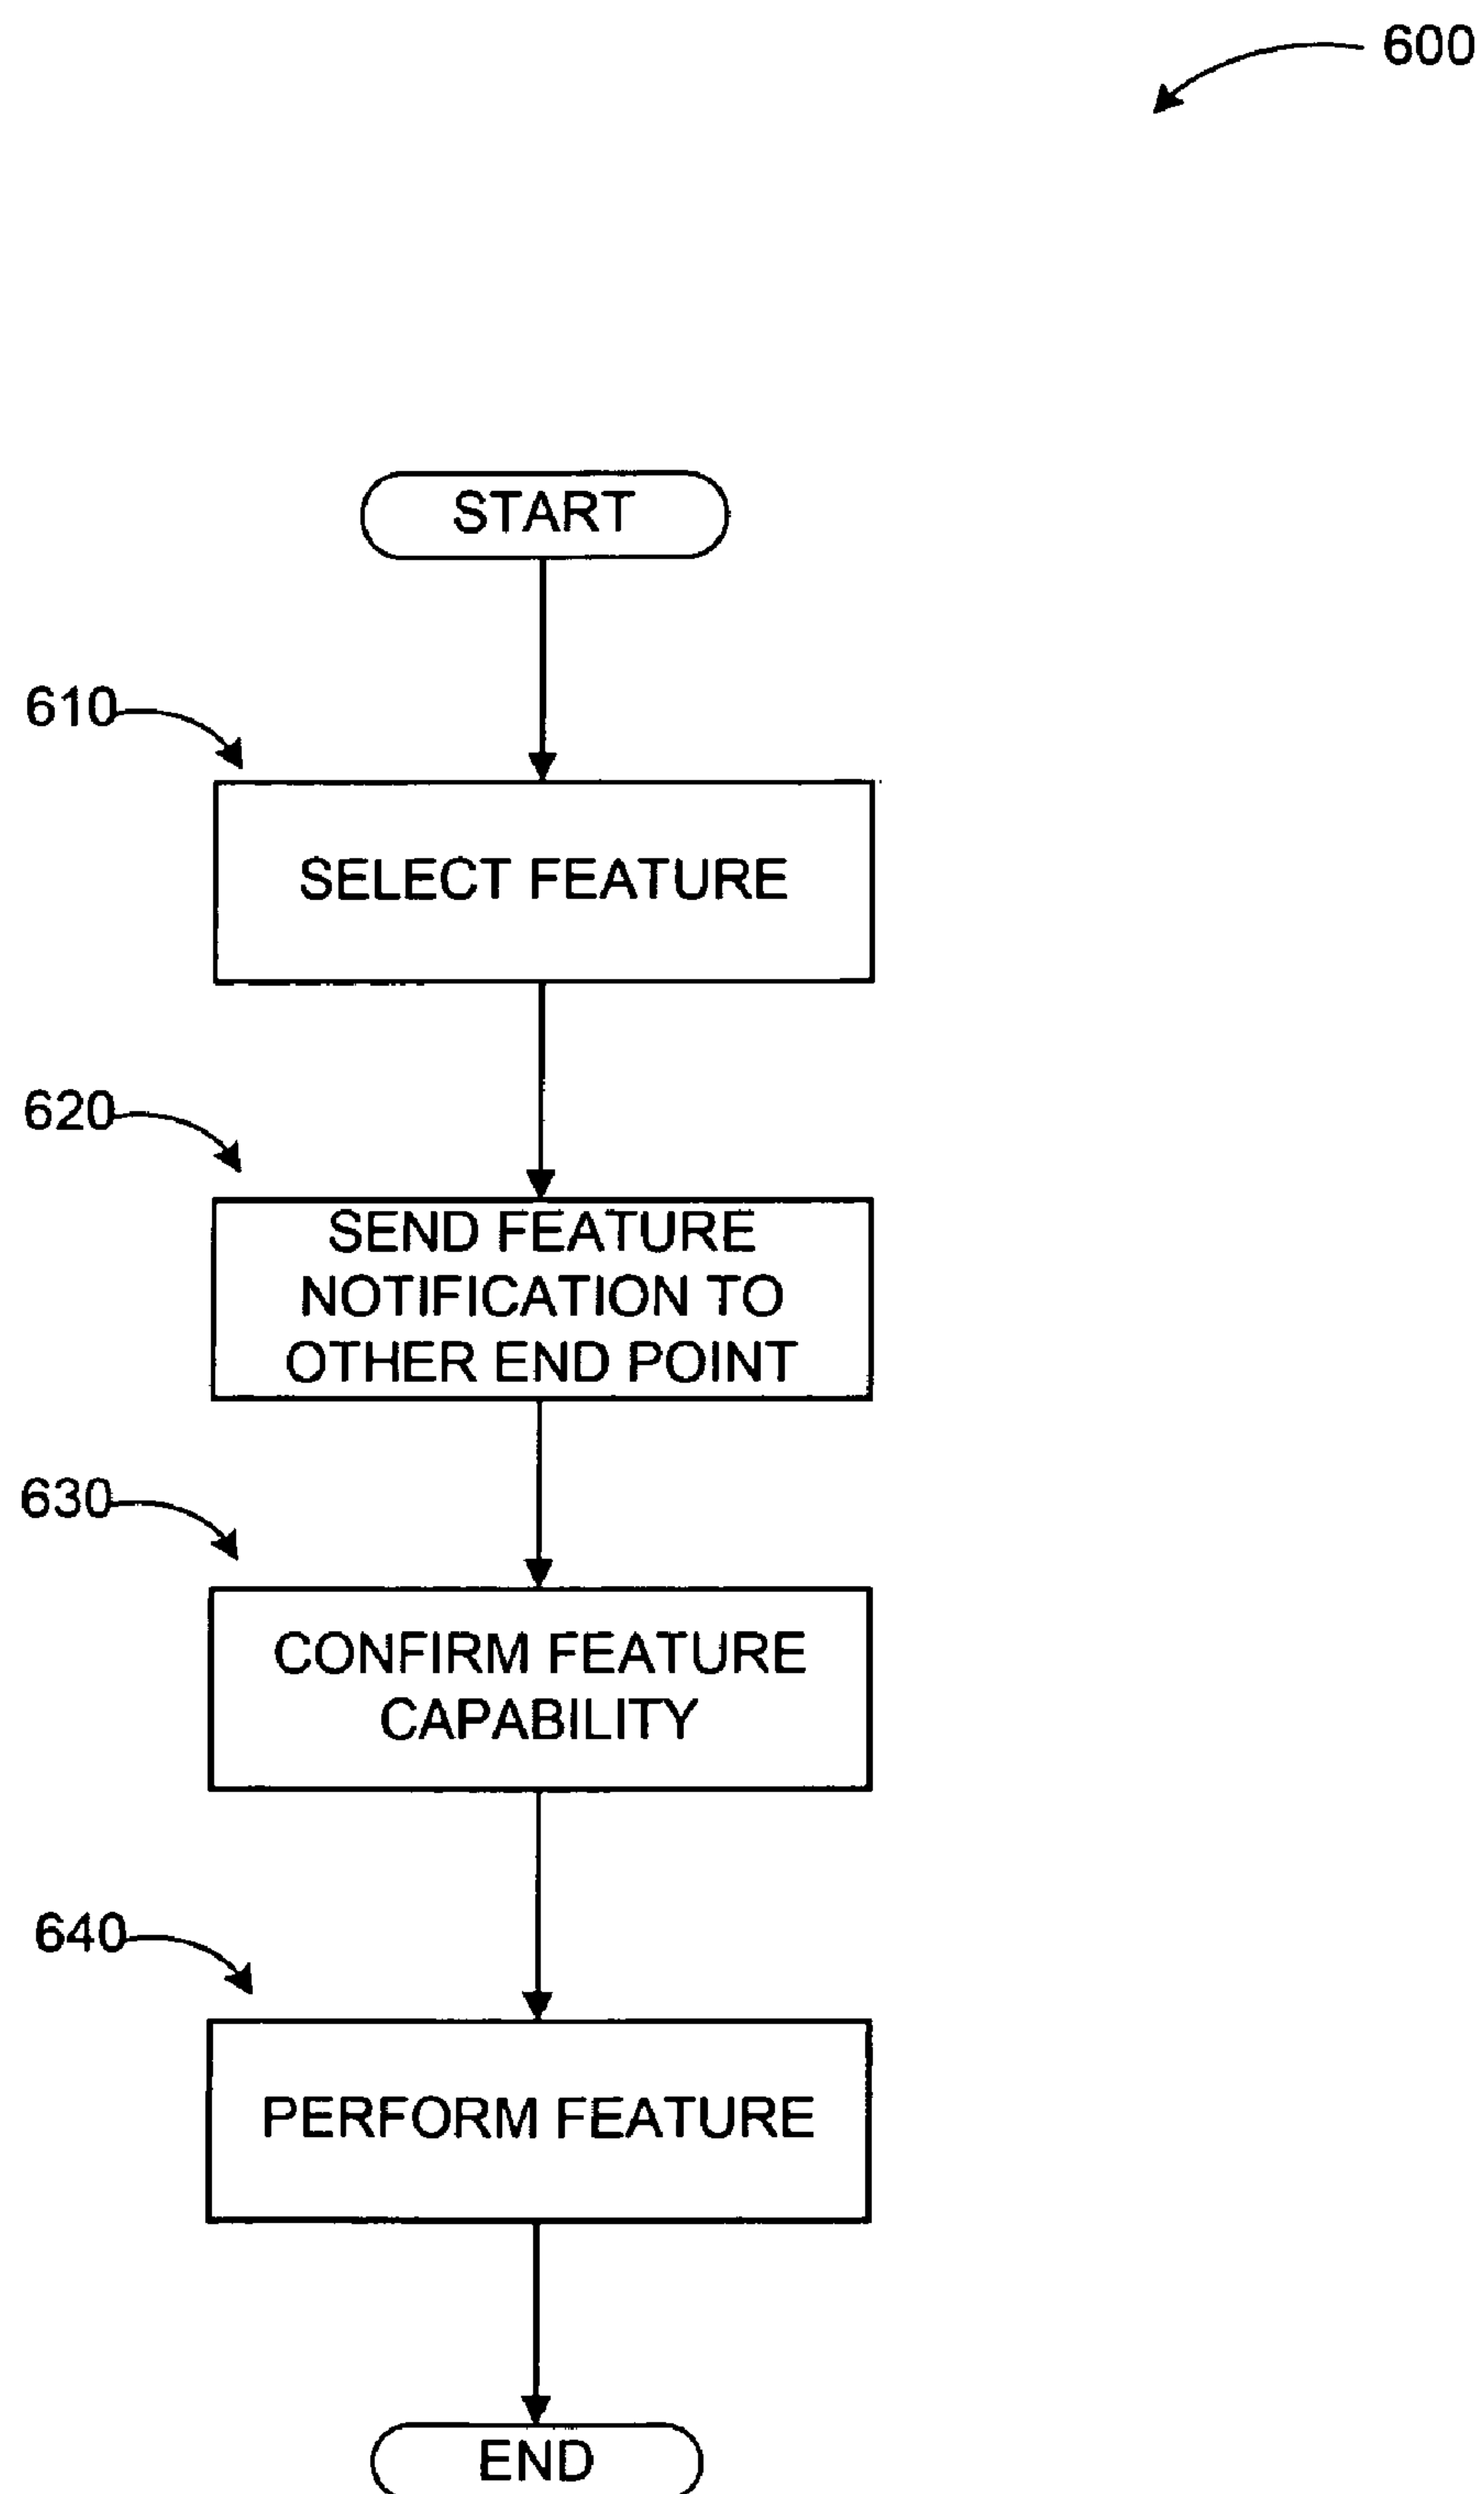 600
START
610
SELECT FEATURE
620
SEND FEATURE
NOTIFICATION TO
OTHER END POINT
630
CONFIRM FEATURE
CAPABILITY
640
PERFORM FEATURE
END